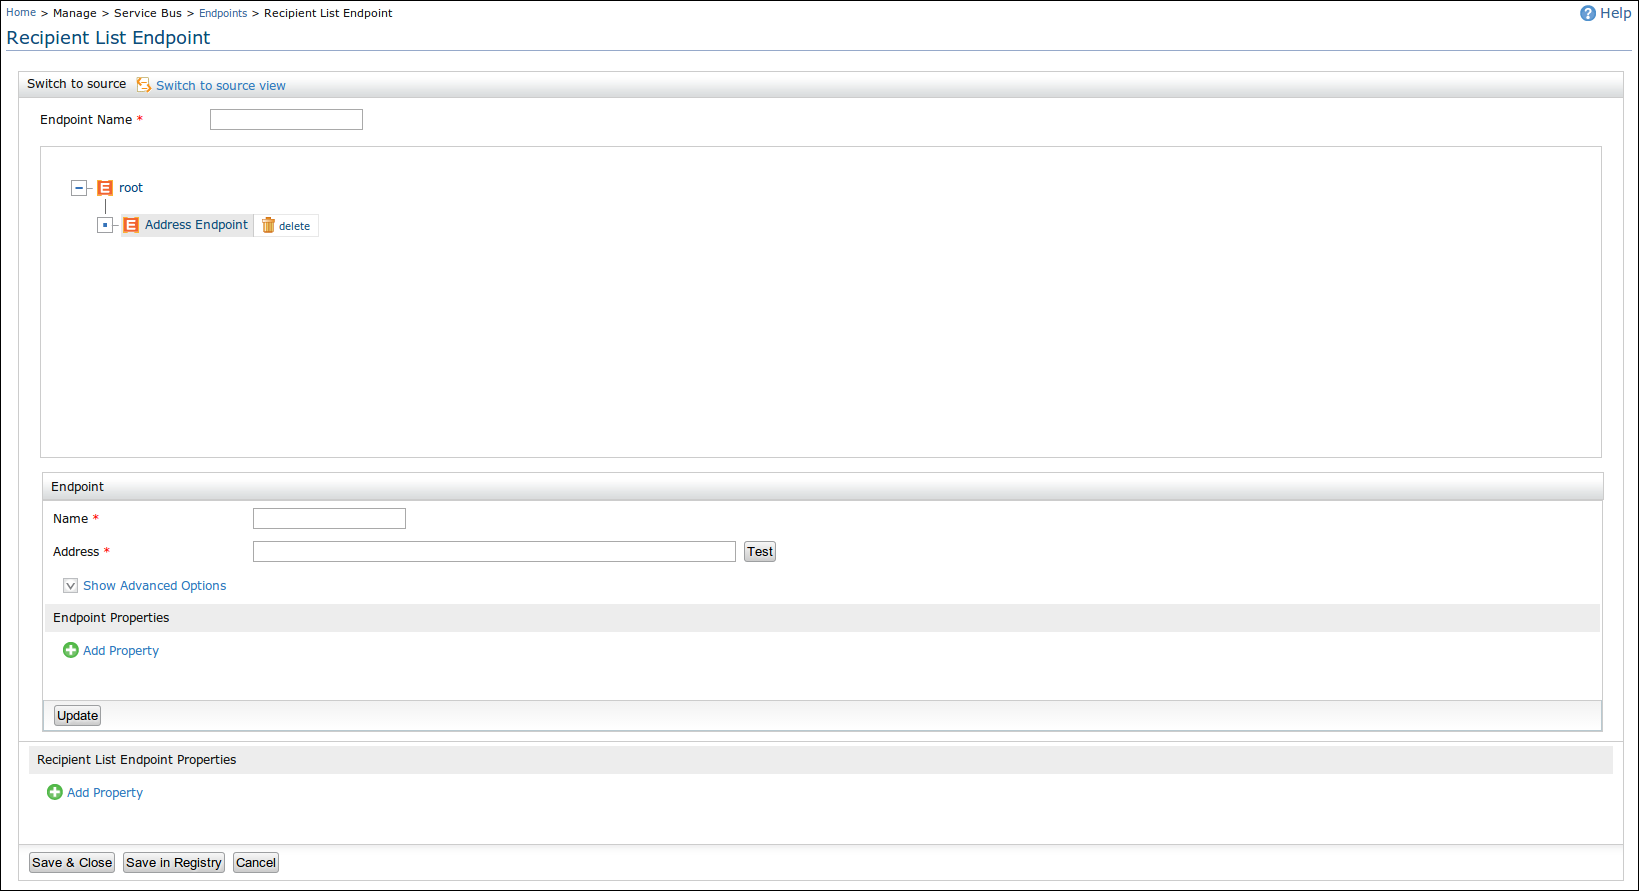 Home > Manage > Service Bus > Endpoints > Recipient List Endpoint
? Help
Recipient List Endpoint
Switch to source Switch to source view
Endpoint Name *
E root
E Address Endpoint delete
Endpoint
Name *
Address * Test
Show Advanced Options
Endpoint Properties
Add Property
Update
Recipient List Endpoint Properties
Add Property
Save & Close Save in Registry Cancel